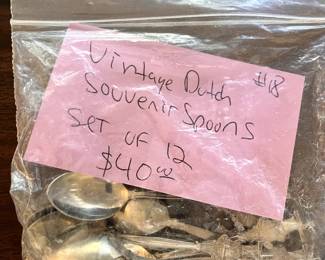 Vintage Dutch #18
Souvenir Spoons
Set of 12
$40.00